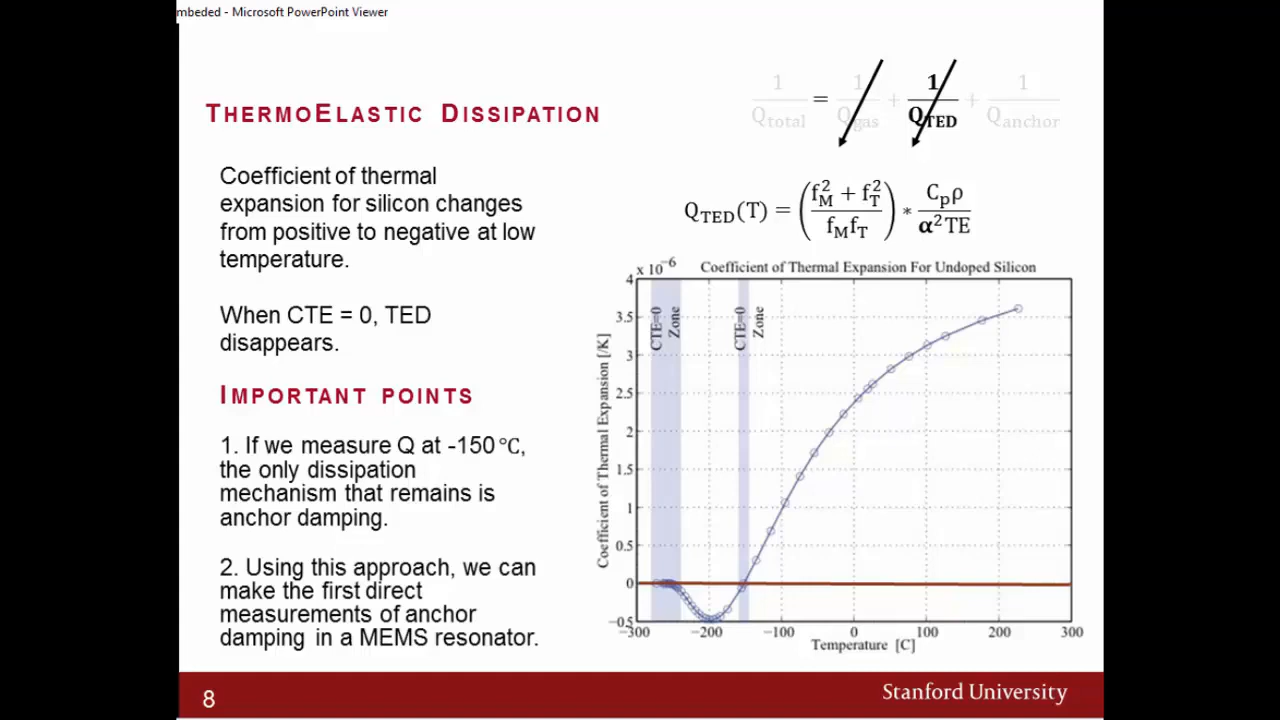 mbeded - Microsoft PowerPoint Viewer
THERMOELASTIC DISSIPATION
1/Q_total = 1/Q_gas + 1/Q_TED + 1/Q_anchor
Coefficient of thermal
expansion for silicon changes
from positive to negative at low
temperature.
Q_TED(T) = ((f_M^2 + f_T^2)/(f_M f_T)) * (C_p ρ)/(α^2 TE)
When CTE = 0, TED
disappears.
IMPORTANT POINTS
1. If we measure Q at -150 °C,
the only dissipation
mechanism that remains is
anchor damping.
2. Using this approach, we can
make the first direct
measurements of anchor
damping in a MEMS resonator.
x 10^-6
Coefficient of Thermal Expansion For Undoped Silicon
CTE=0
Zone
CTE=0
Zone
Coefficient of Thermal Expansion [/K]
4
3.5
3
2.5
2
1.5
1
0.5
0
-0.5
-300 -200 -100 0 100 200 300
Temperature [C]
8
Stanford University